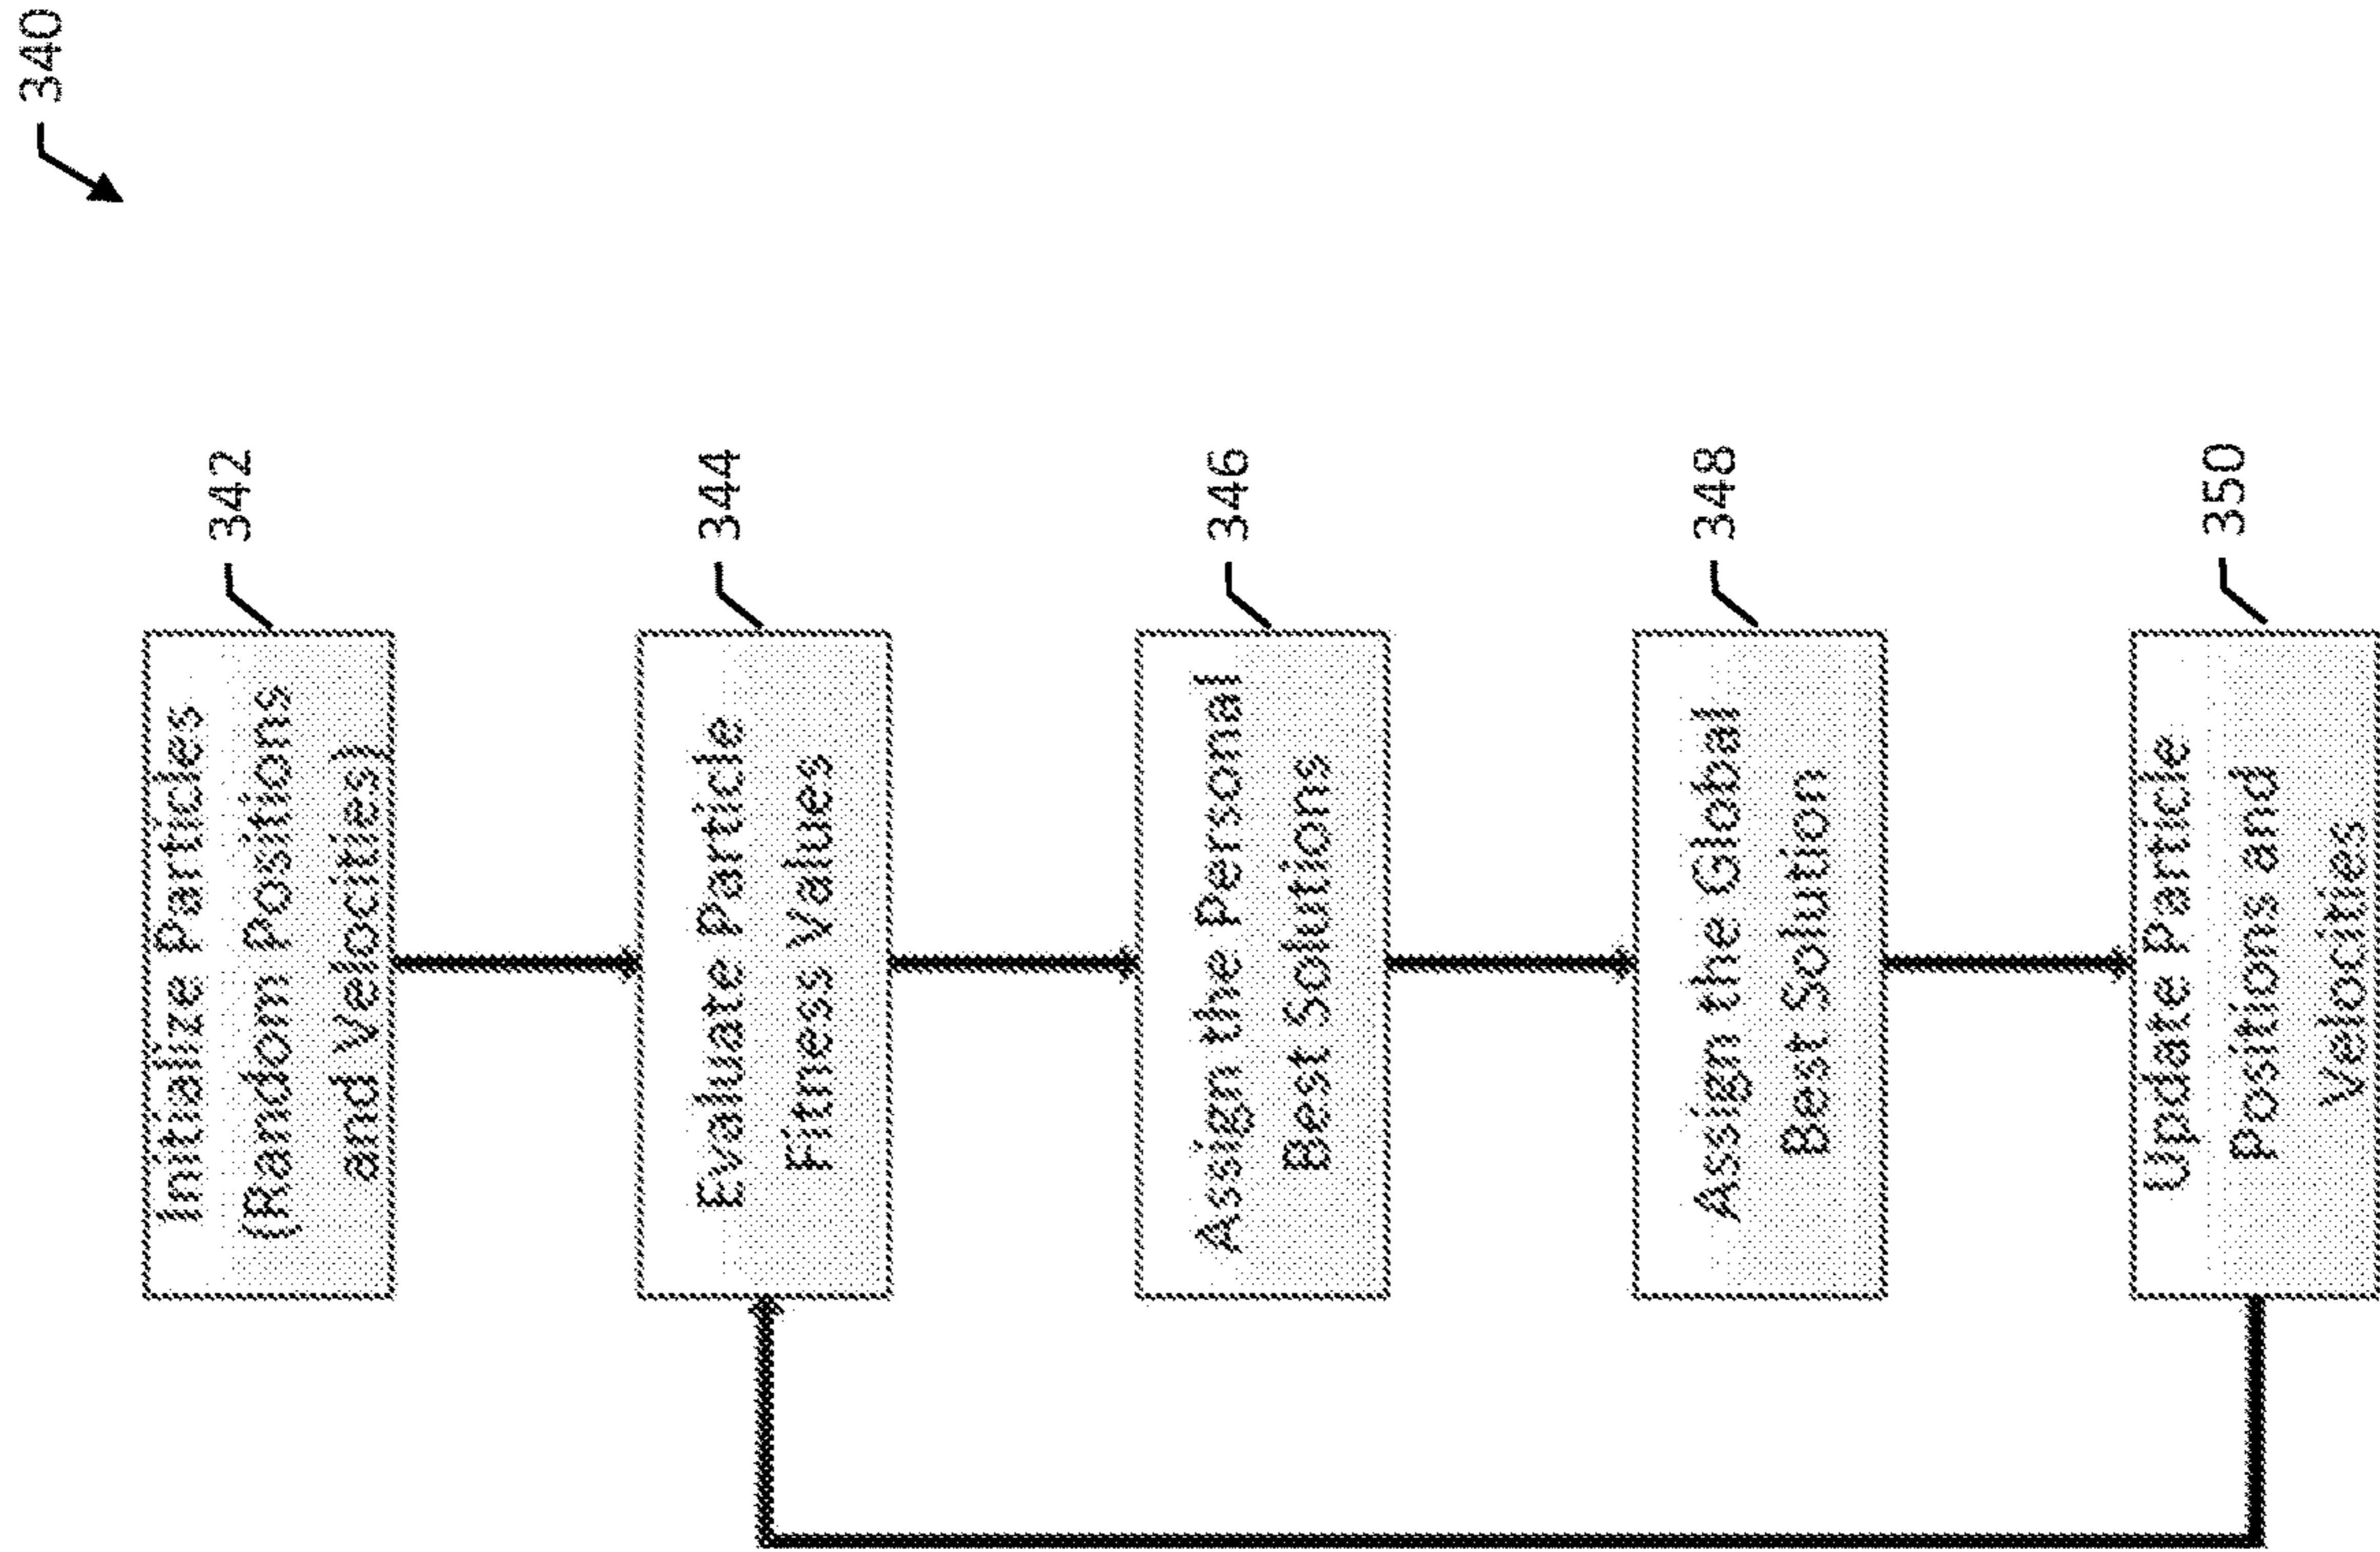 340
Initialize Particles
(Random Positions
and Velocities)
342
Evaluate Particle
Fitness Values
344
Assign the Personal
Best Solutions
346
Assign the Global
Best Solution
348
Update Particle
Positions and
Velocities
350